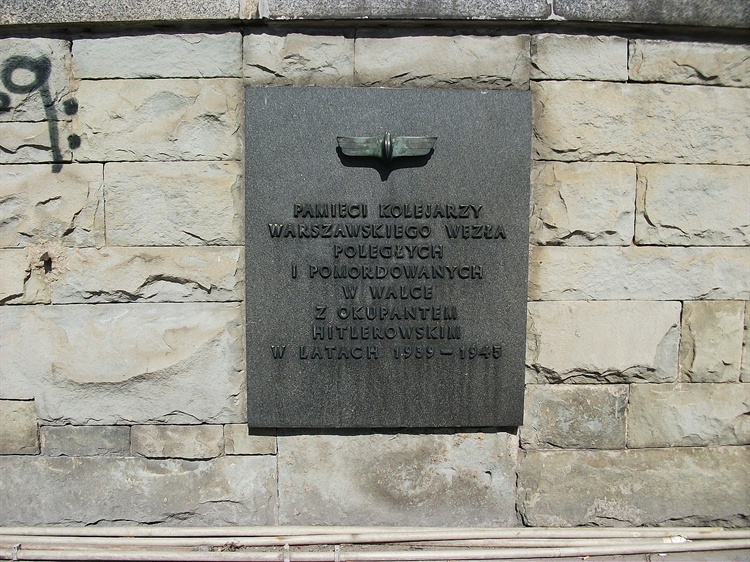 PAMIĘCI KOLEJARZY
WARSZAWSKIEGO WĘZŁA
POLEGŁYCH
I POMORDOWANYCH
W WALCE
Z OKUPANTEM
HITLEROWSKIM
W LATACH 1939 — 1945